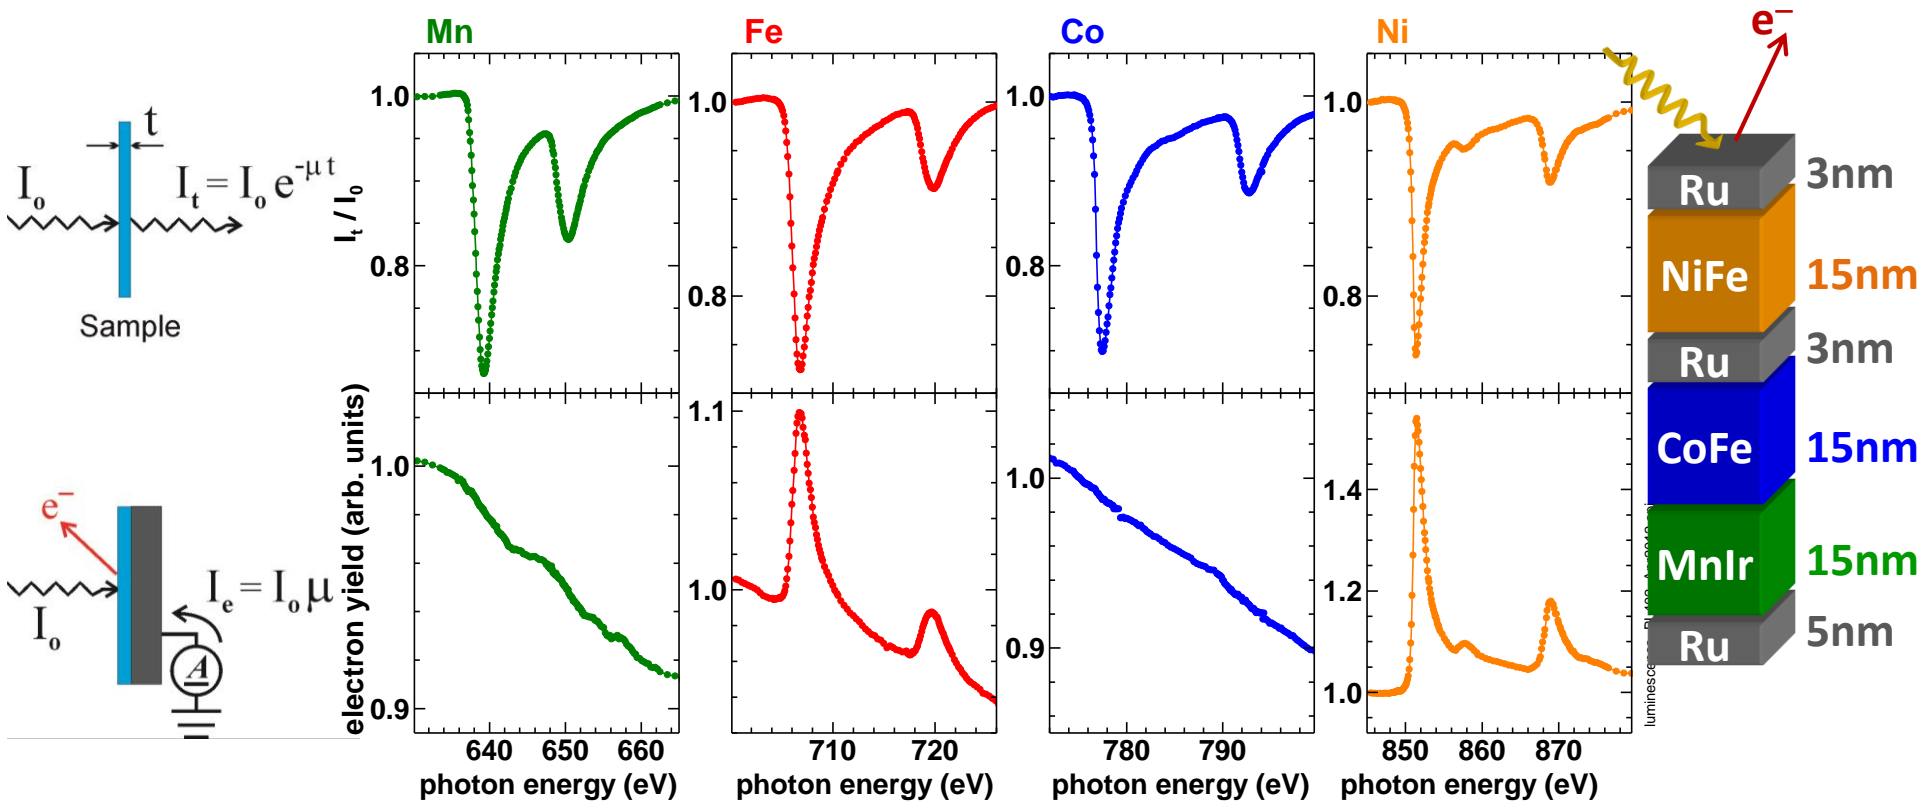 Mn
Fe
Co
Ni
e⁻
t
I₀
Iₜ = I₀ e^-μ t
Sample
Iₜ / I₀
1.0
0.8
1.0
0.8
1.0
0.8
1.0
0.8
Ru
3nm
NiFe
15nm
Ru
3nm
CoFe
15nm
MnIr
15nm
Ru
5nm
e⁻
I₀
Iₑ = I₀ μ
A
electron yield (arb. units)
1.0
0.9
1.1
1.0
1.0
0.9
1.4
1.2
1.0
640 650 660
710 720
780 790
850 860 870
photon energy (eV)
photon energy (eV)
photon energy (eV)
photon energy (eV)